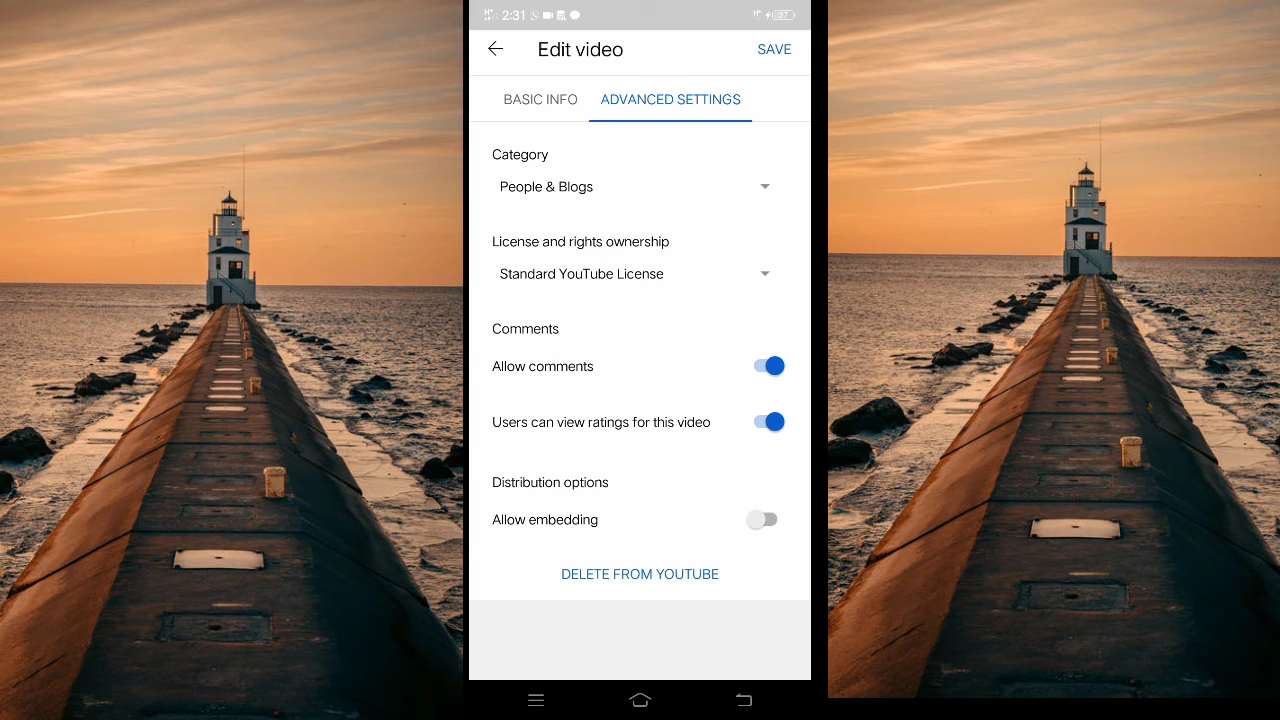 2:31
97
Edit video
SAVE
BASIC INFO
ADVANCED SETTINGS
Category
People & Blogs
License and rights ownership
Standard YouTube License
Comments
Allow comments
Users can view ratings for this video
Distribution options
Allow embedding
DELETE FROM YOUTUBE